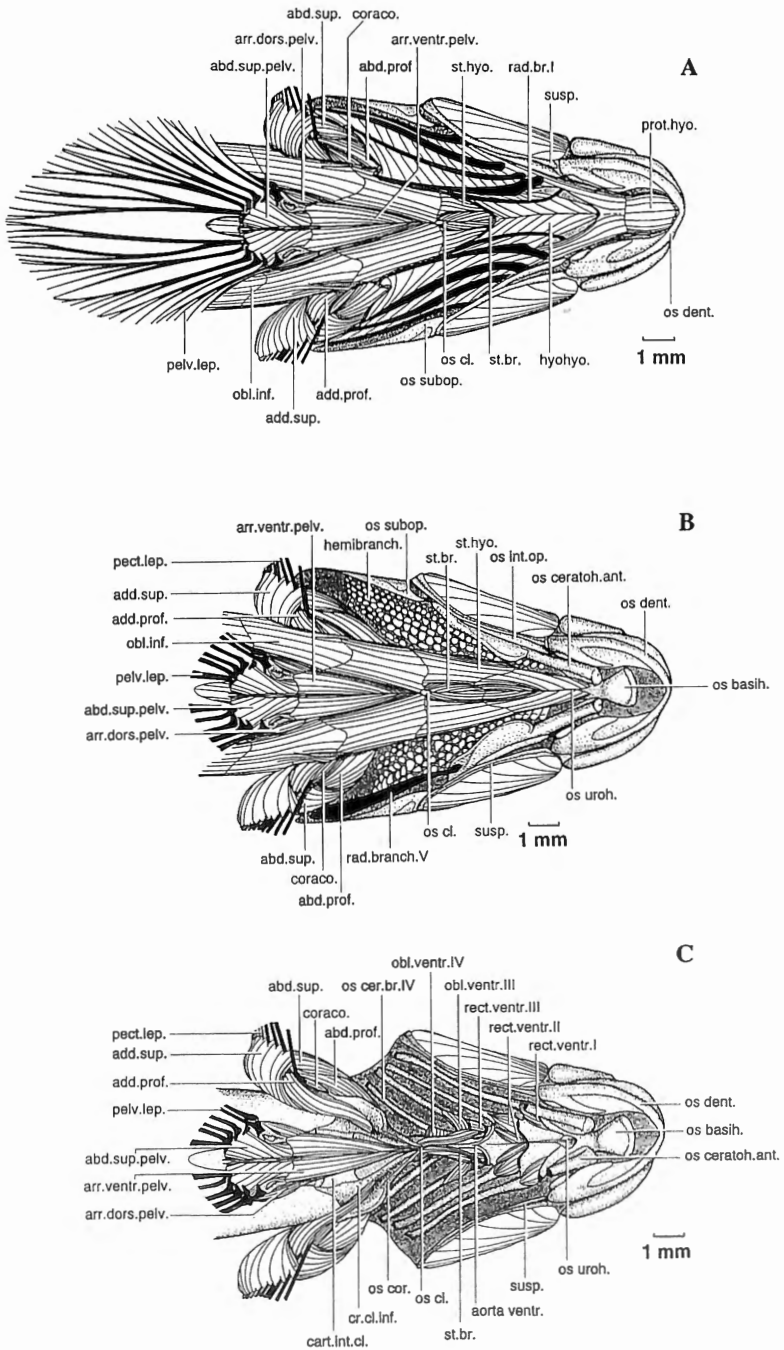 abd.sup. coraco.
arr.dors.pelv. arr.ventr.pelv.
abd.sup.pelv. abd.prof st.hyo. rad.br.I
susp.
prot.hyo.
A
os dent.
1 mm
pelv.lep.
obl.inf. add.prof. os cl. st.br. hyohyo.
os subop.
add.sup.
B
arr.ventr.pelv. os subop.
hemibranch. st.hyo.
st.br. os int.op.
pect.lep. os ceratoh.ant.
add.sup. os dent.
add.prof.
obl.inf.
pelv.lep.
os basih.
abd.sup.pelv.
arr.dors.pelv.
os uroh.
os cl. susp.
1 mm
abd.sup. rad.branch.V
coraco.
abd.prof.
C
obl.ventr.IV
abd.sup. os cer.br.IV obl.ventr.III
coraco. rect.ventr.III
abd.prof. rect.ventr.II
pect.lep. rect.ventr.I
add.sup.
add.prof.
pelv.lep.
os dent.
os basih.
abd.sup.pelv. os ceratoh.ant.
arr.ventr.pelv.
arr.dors.pelv.
1 mm
os uroh.
os cor. os cl. susp.
cr.cl.inf. aorta ventr.
cart.int.cl. st.br.